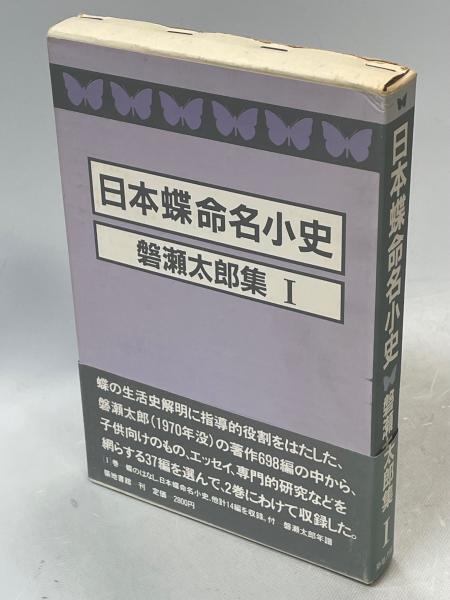 日本蝶命名小史
磐瀬太郎集 I
蝶の生活史解明に指導的役割をはたした、
磐瀬太郎(1970年没)の著作698編の中から、
子供向けのもの、エッセイ、専門的研究などを
網らする37編を選んで、2巻にわけて収録した。
I巻 蝶のはなし、日本蝶命名小史、他計14編を収録、付 磐瀬太郎年譜
築地書館 刊 定価 2800円
日本蝶命名小史 磐瀬太郎集 I